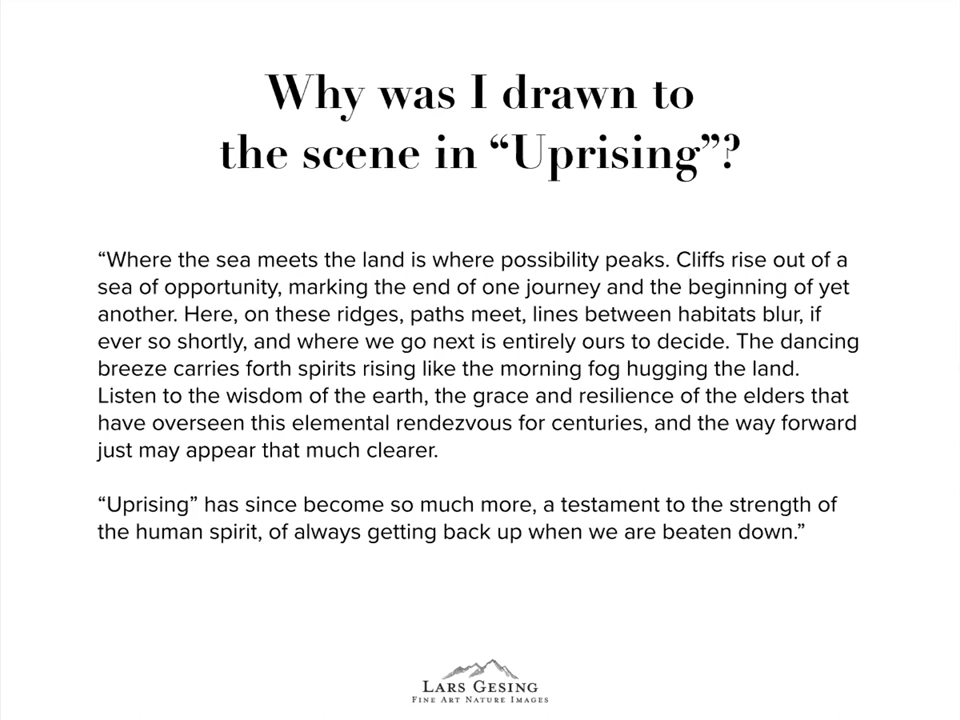 Why was I drawn to
the scene in “Uprising”?
“Where the sea meets the land is where possibility peaks. Cliffs rise out of a
sea of opportunity, marking the end of one journey and the beginning of yet
another. Here, on these ridges, paths meet, lines between habitats blur, if
ever so shortly, and where we go next is entirely ours to decide. The dancing
breeze carries forth spirits rising like the morning fog hugging the land.
Listen to the wisdom of the earth, the grace and resilience of the elders that
have overseen this elemental rendezvous for centuries, and the way forward
just may appear that much clearer.
“Uprising” has since become so much more, a testament to the strength of
the human spirit, of always getting back up when we are beaten down.”
Lars Gesing
Fine Art Nature Images